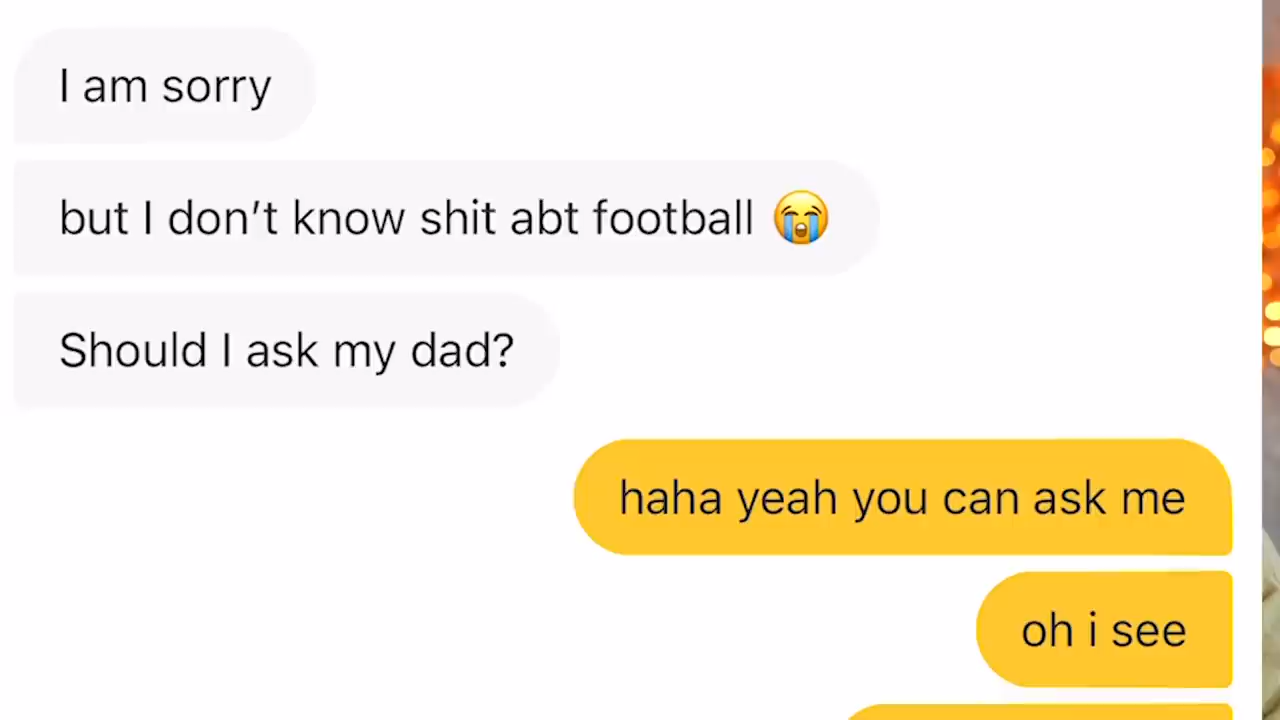 I am sorry
but I don’t know shit abt football 😭
Should I ask my dad?
haha yeah you can ask me
oh i see